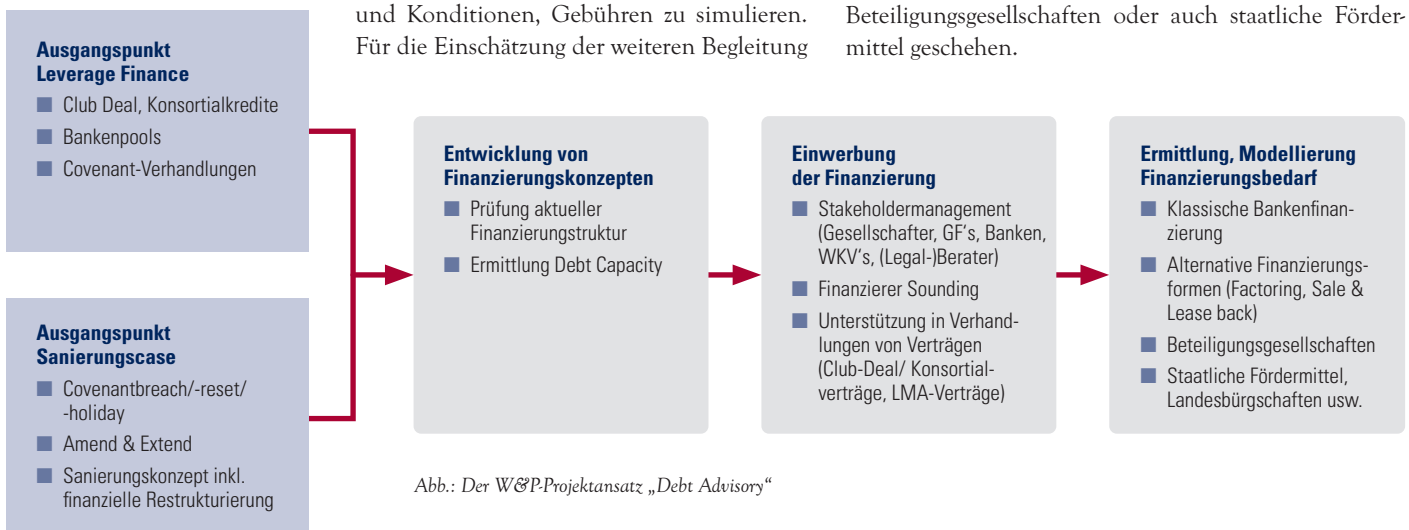 und Konditionen, Gebühren zu simulieren.
Für die Einschätzung der weiteren Begleitung
Beteiligungsgesellschaften oder auch staatliche Förder-
mittel geschehen.
Ausgangspunkt
Leverage Finance
■ Club Deal, Konsortialkredite
■ Bankenpools
■ Covenant-Verhandlungen
Ausgangspunkt
Sanierungscase
■ Covenantbreach/-reset/
-holiday
■ Amend & Extend
■ Sanierungskonzept inkl.
finanzielle Restrukturierung
Entwicklung von
Finanzierungskonzepten
■ Prüfung aktueller
Finanzierungstruktur
■ Ermittlung Debt Capacity
Einwerbung
der Finanzierung
■ Stakeholdermanagement
(Gesellschafter, GF's, Banken,
WKV's, (Legal-)Berater)
■ Finanzierer Sounding
■ Unterstützung in Verhand-
lungen von Verträgen
(Club-Deal/ Konsortial-
verträge, LMA-Verträge)
Ermittlung, Modellierung
Finanzierungsbedarf
■ Klassische Bankenfinan-
zierung
■ Alternative Finanzierungs-
formen (Factoring, Sale &
Lease back)
■ Beteiligungsgesellschaften
■ Staatliche Fördermittel,
Landesbürgschaften usw.
Abb.: Der W&P-Projektansatz „Debt Advisory“